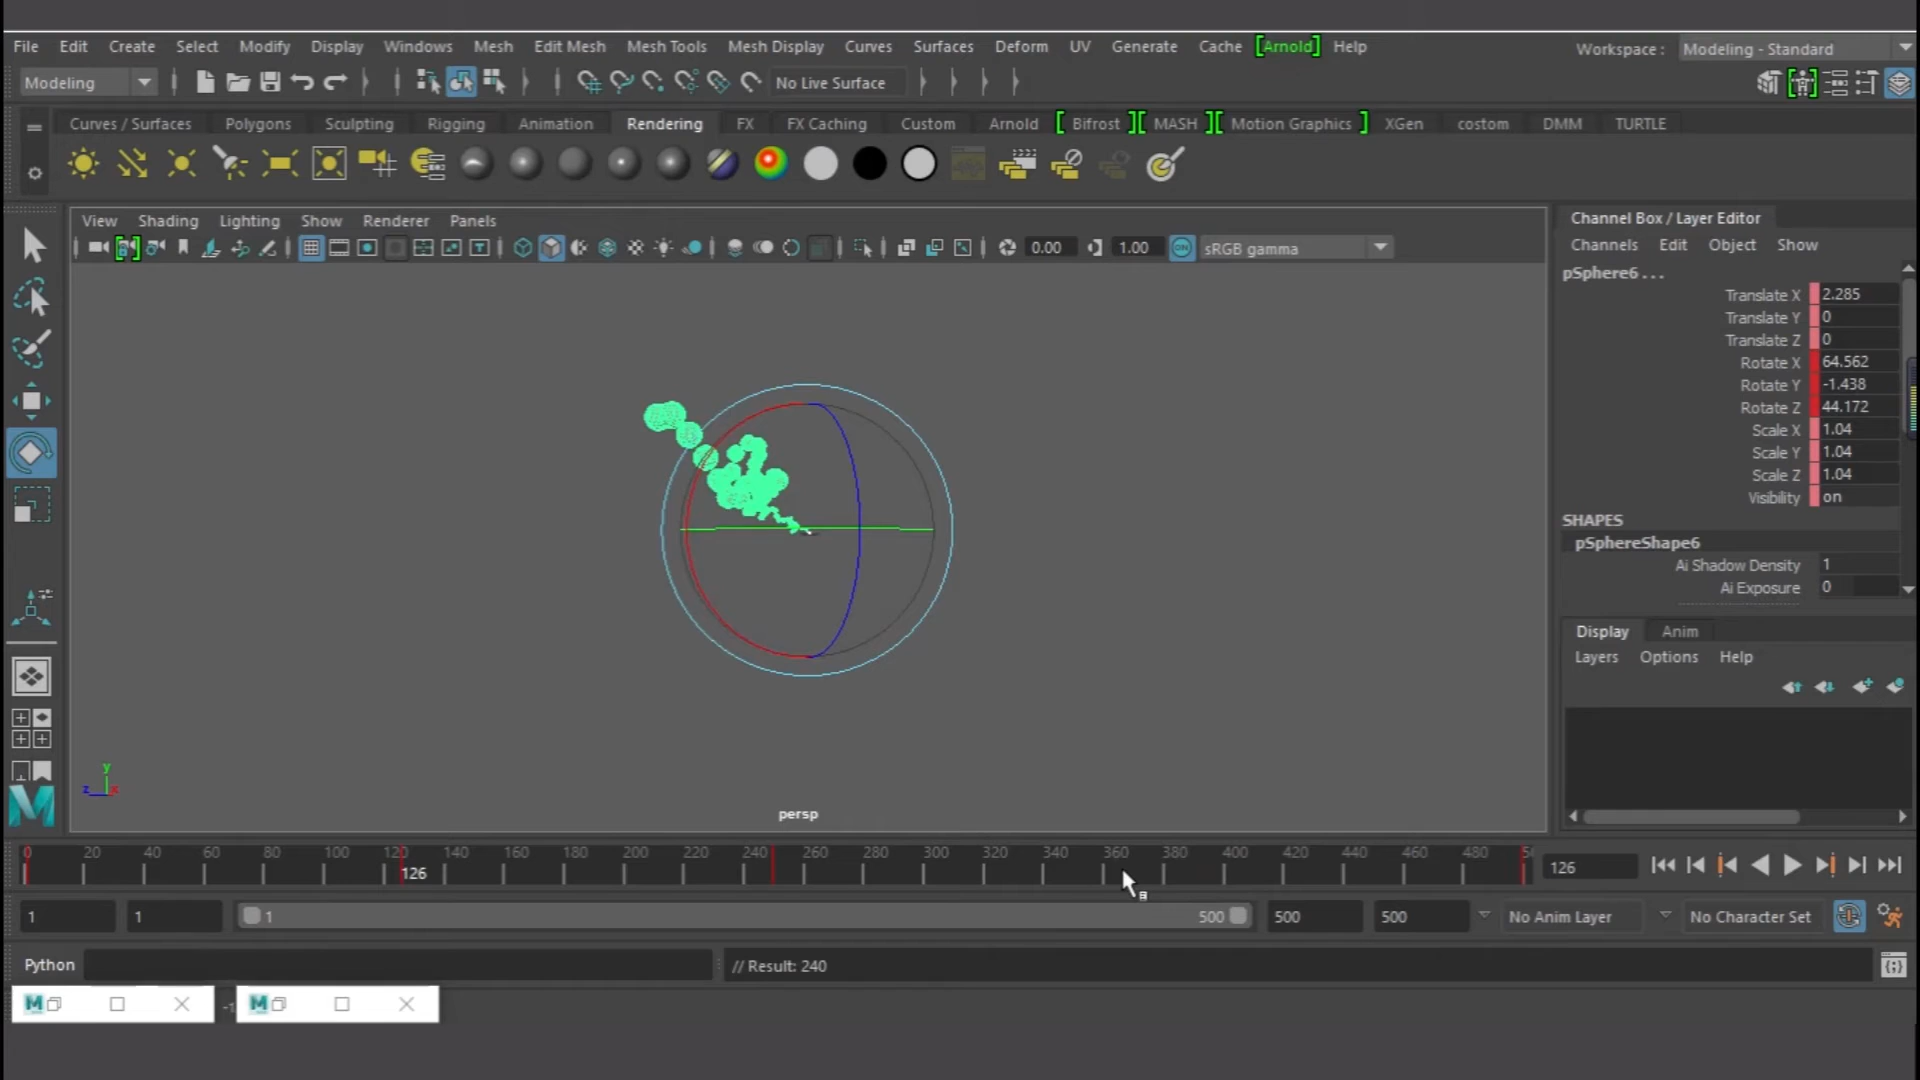 File Edit Create Select Modify Display Windows Mesh Edit Mesh Mesh Tools Mesh Display Curves Surfaces Deform UV Generate Cache [Arnold] Help Workspace : Modeling - Standard
Modeling No Live Surface
Curves / Surfaces Polygons Sculpting Rigging Animation Rendering FX FX Caching Custom Arnold [ Bifrost ] [ MASH ] [ Motion Graphics ] XGen costom DMM TURTLE
View Shading Lighting Show Renderer Panels
0.00 1.00 ON sRGB gamma
Channel Box / Layer Editor
Channels Edit Object Show
pSphere6 . . .
Translate X 2.285
Translate Y 0
Translate Z 0
Rotate X 64.562
Rotate Y -1.438
Rotate Z 44.172
Scale X 1.04
Scale Y 1.04
Scale Z 1.04
Visibility on
SHAPES
pSphereShape6
Ai Shadow Density 1
Ai Exposure 0
Display Anim
Layers Options Help
y
z x
persp
0 20 40 60 80 100 120 140 160 180 200 220 240 260 280 300 320 340 360 380 400 420 440 460 480
126
126
1 1 1 500 500 500 No Anim Layer No Character Set
Python // Result: 240
M M